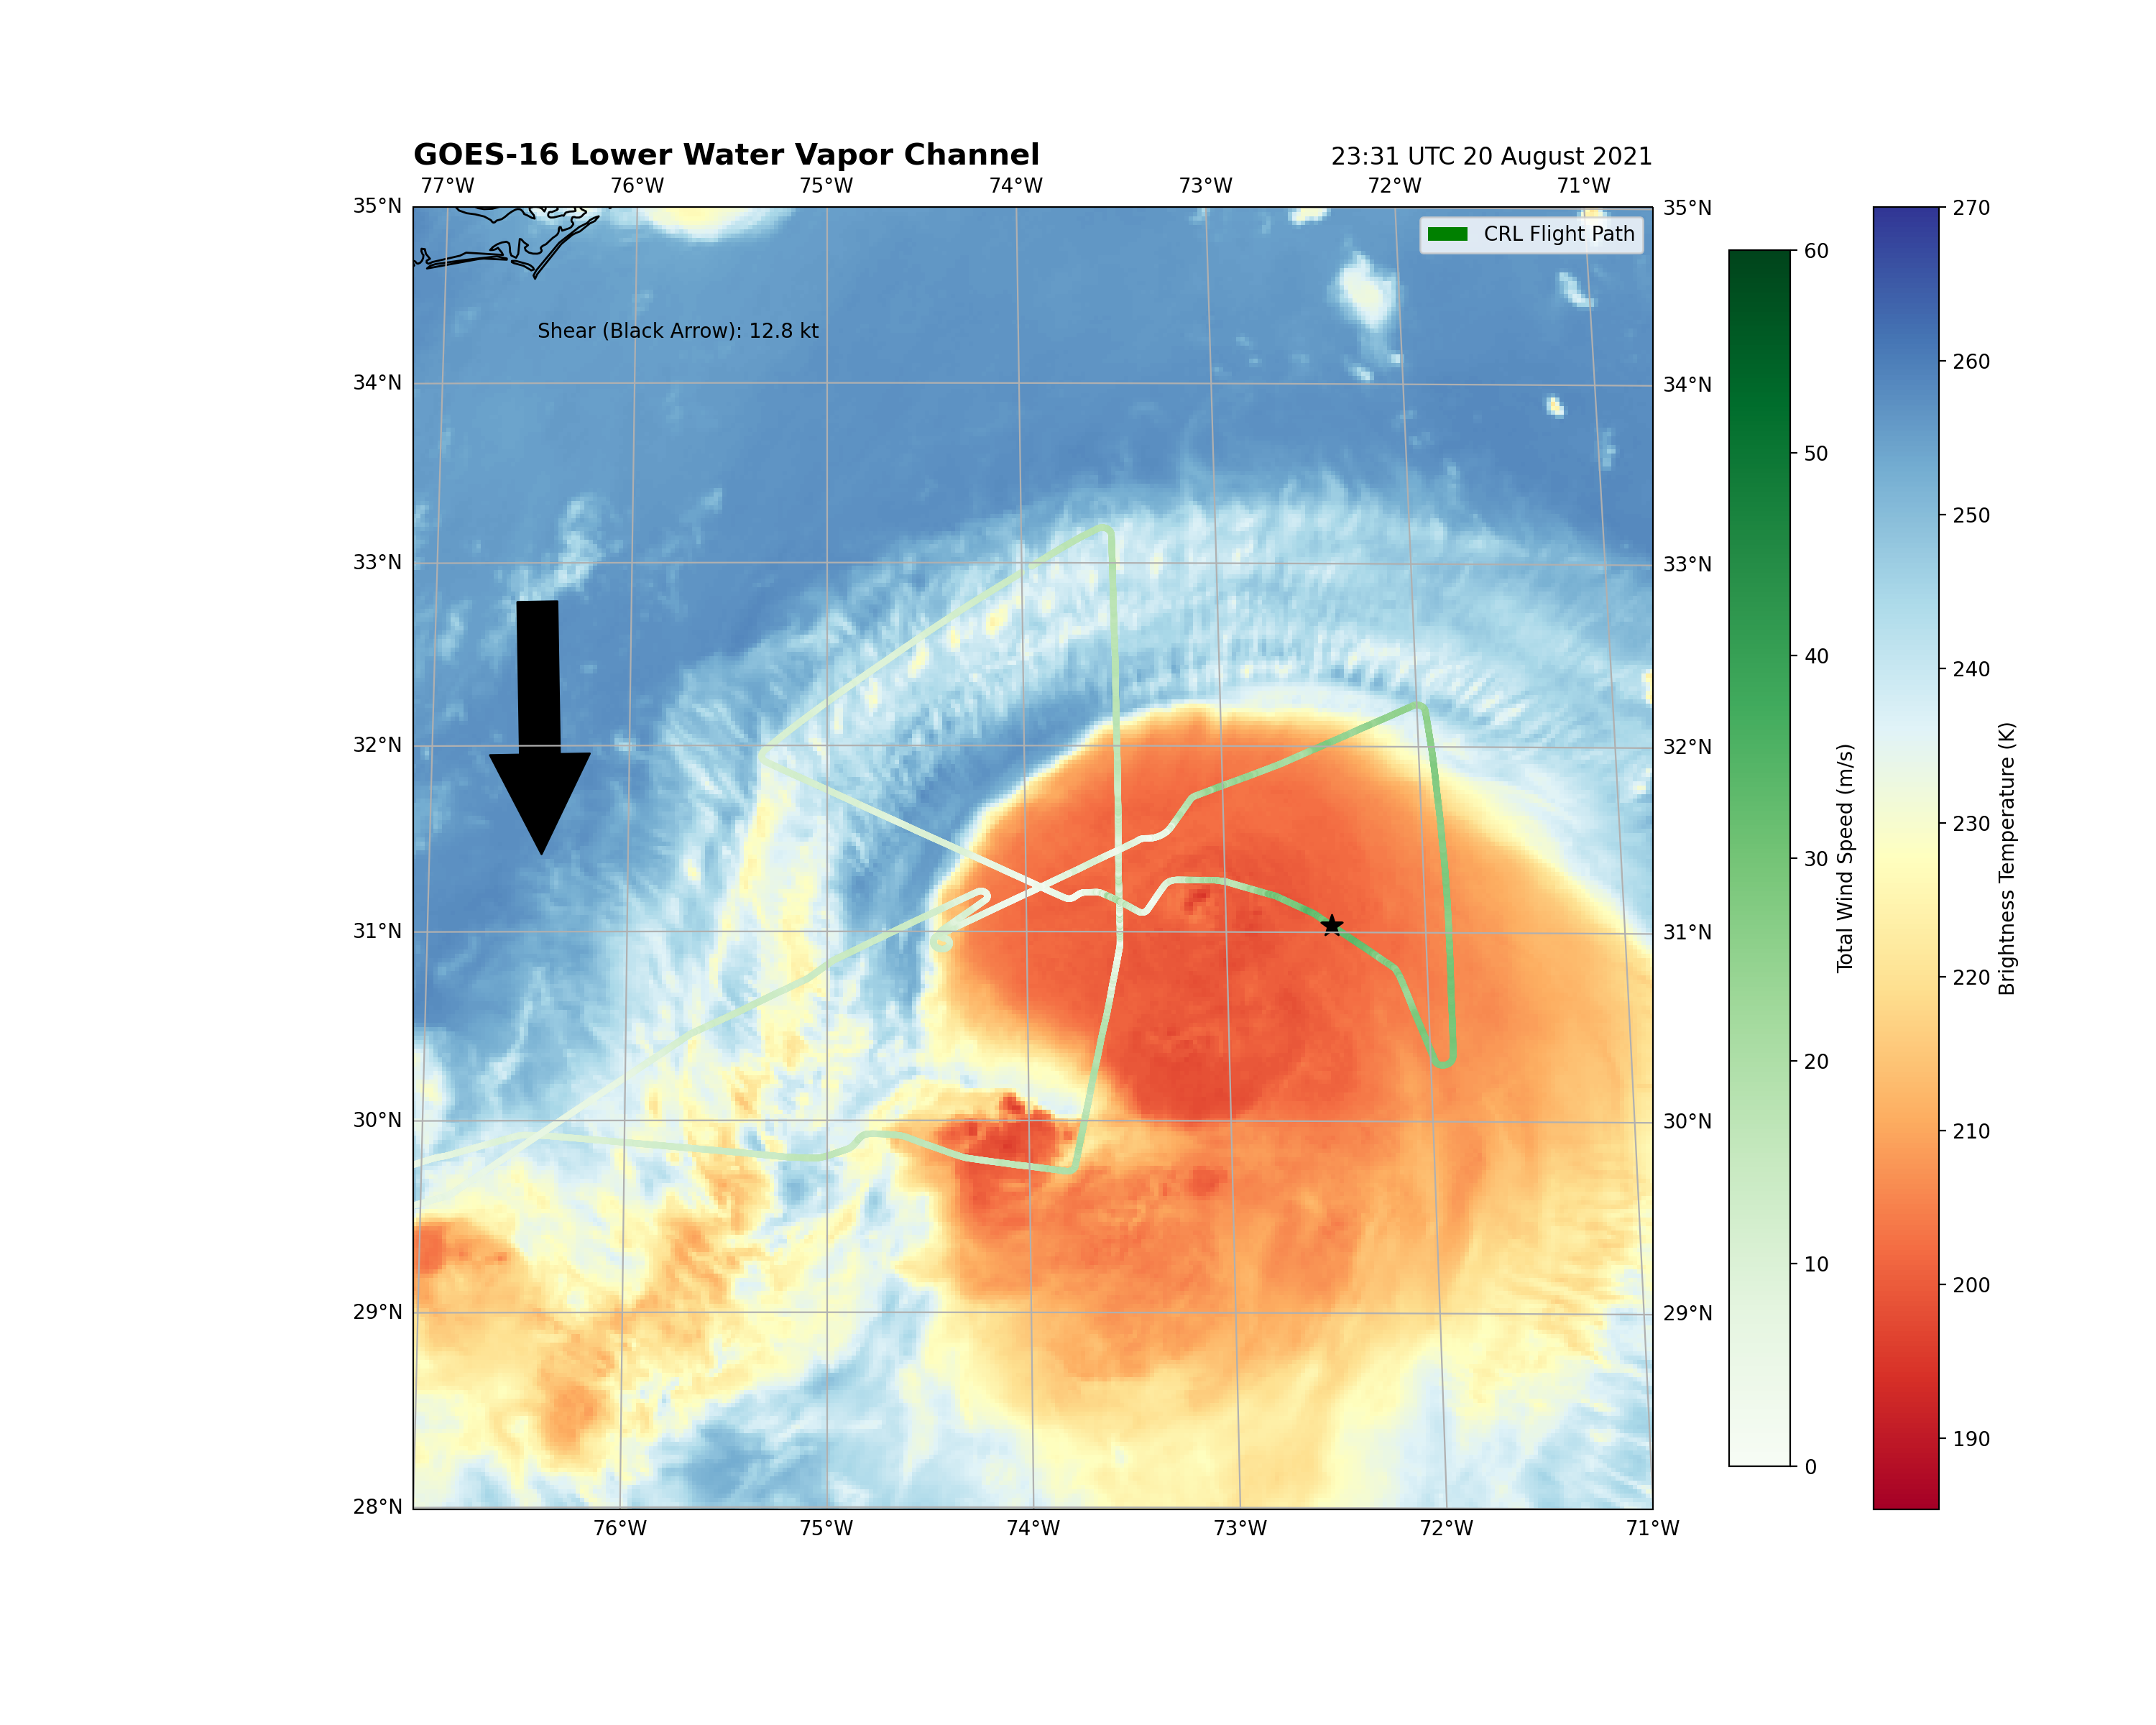 GOES-16 Lower Water Vapor Channel
23:31 UTC 20 August 2021
77°W 76°W 75°W 74°W 73°W 72°W 71°W
35°N 35°N
CRL Flight Path
60 270
Shear (Black Arrow): 12.8 kt
34°N 34°N
260
50
250
33°N 33°N
40 240
32°N 32°N
Total Wind Speed (m/s)
Brightness Temperature (K)
230
30
31°N 31°N
220
20
30°N 30°N
210
10
29°N 29°N
200
190
0
28°N
76°W 75°W 74°W 73°W 72°W 71°W